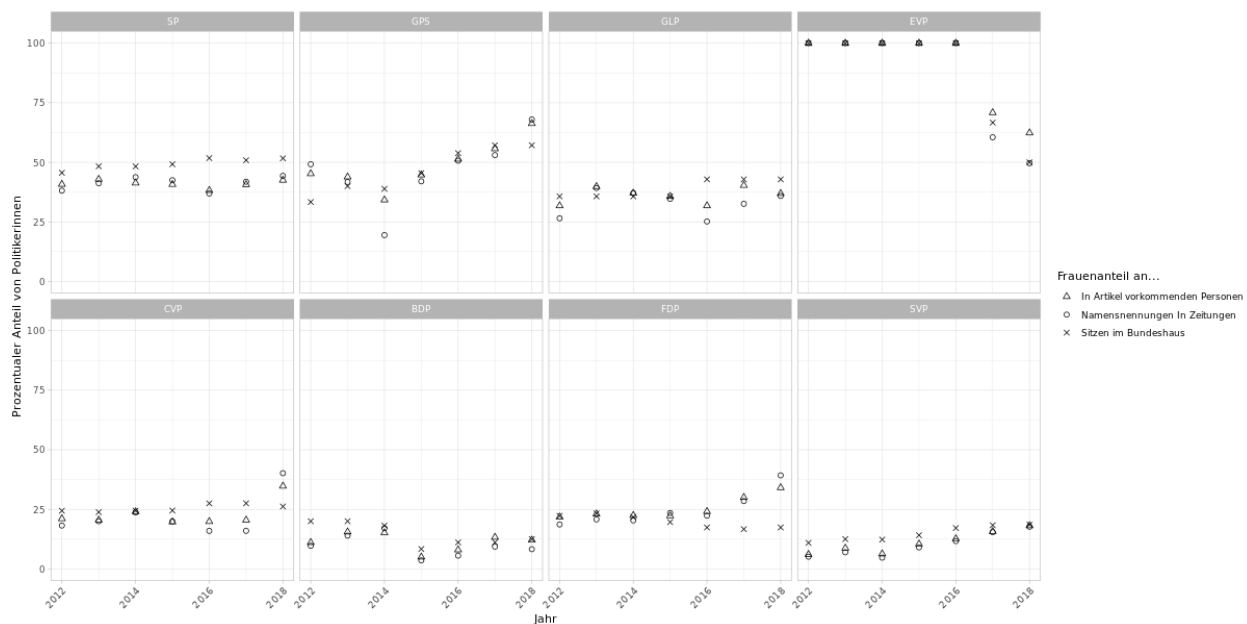 SP
GPS
GLP
EVP
100
75
50
25
0
CVP
BDP
FDP
SVP
100
75
50
25
0
2012
2014
2016
2018
2012
2014
2016
2018
2012
2014
2016
2018
2012
2014
2016
2018
Jahr
Prozentualer Anteil von Politikerinnen
Frauenanteil an...
In Artikel vorkommenden Personen
Namensnennungen In Zeitungen
Sitzen im Bundeshaus